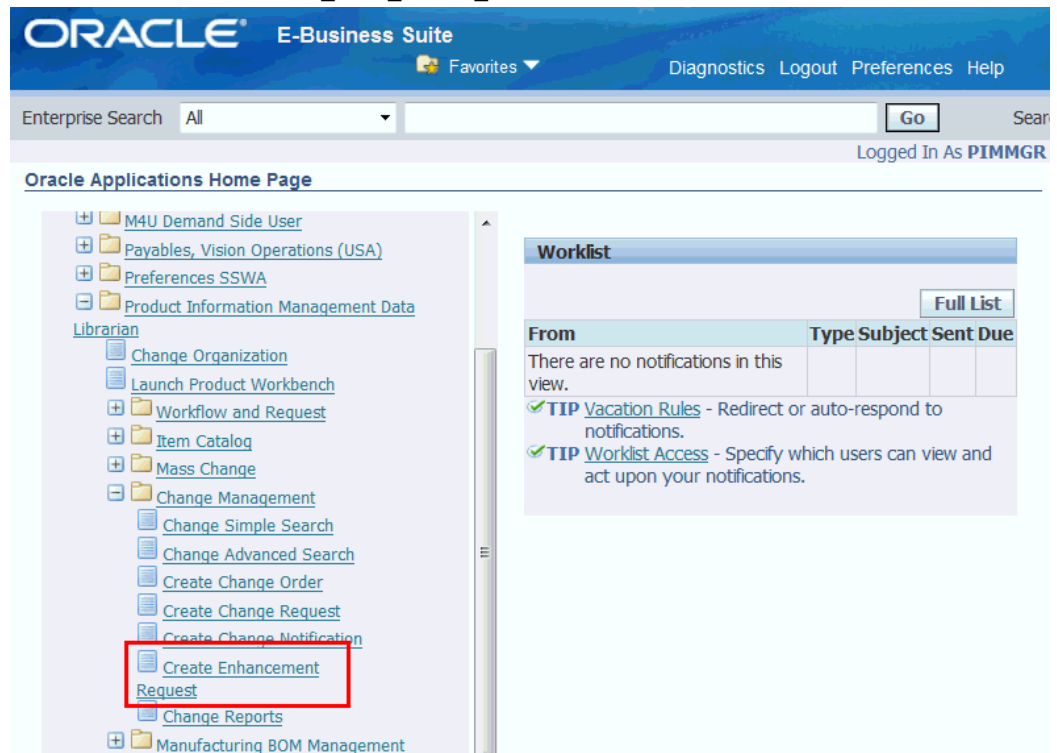 ORACLE® E-Business Suite
Favorites Diagnostics Logout Preferences Help
Enterprise Search All Go Sear
Logged In As PIMMGR
Oracle Applications Home Page
M4U Demand Side User
Payables, Vision Operations (USA)
Preferences SSWA
Product Information Management Data
Librarian
Change Organization
Launch Product Workbench
Workflow and Request
Item Catalog
Mass Change
Change Management
Change Simple Search
Change Advanced Search
Create Change Order
Create Change Request
Create Change Notification
Create Enhancement
Request
Change Reports
Manufacturing BOM Management
Worklist
Full List
From Type Subject Sent Due
There are no notifications in this
view.
TIP Vacation Rules - Redirect or auto-respond to
notifications.
TIP Worklist Access - Specify which users can view and
act upon your notifications.